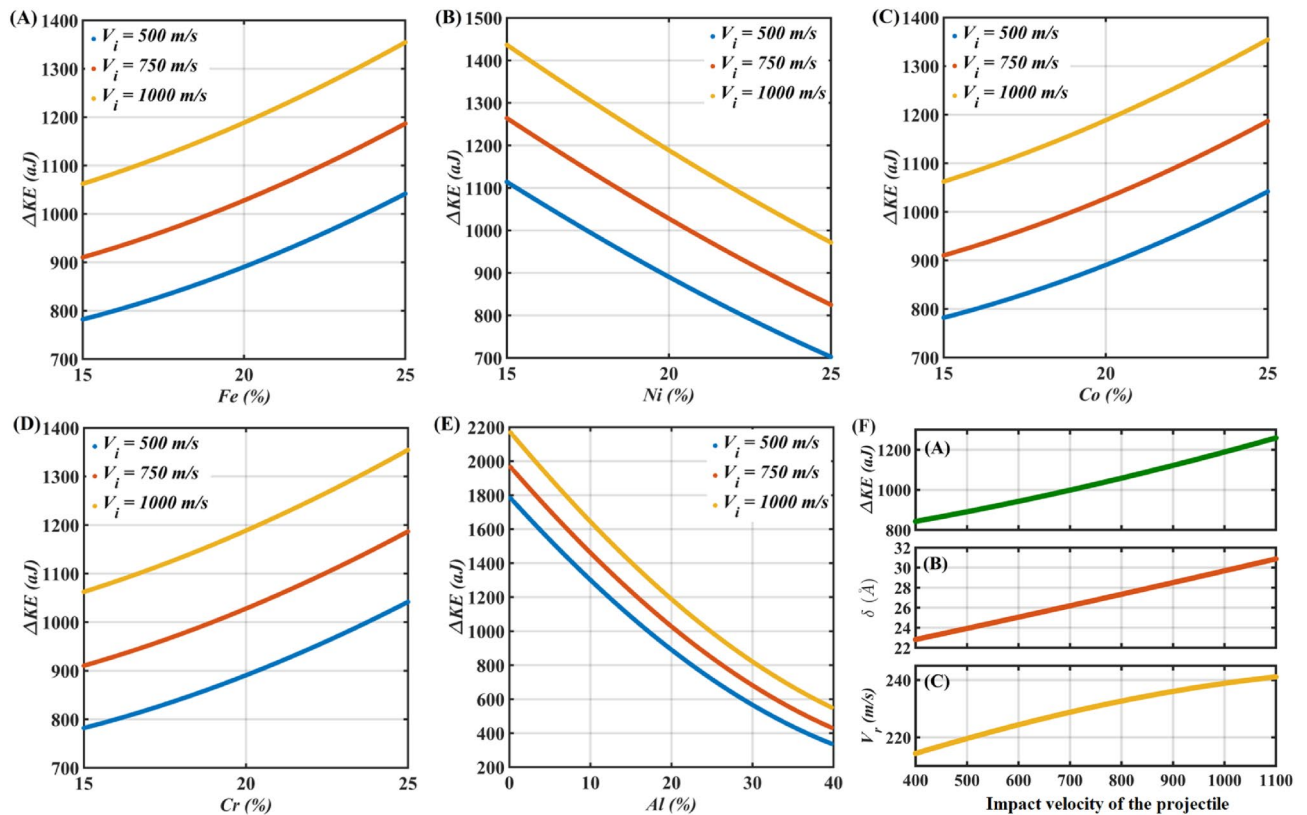 (A)
1400
1300
1200
1100
1000
900
800
700
ΔKE (aJ)
V_i = 500 m/s
V_i = 750 m/s
V_i = 1000 m/s
15 20 25
Fe (%)
(B)
1500
1400
1300
1200
1100
1000
900
800
700
ΔKE (aJ)
V_i = 500 m/s
V_i = 750 m/s
V_i = 1000 m/s
15 20 25
Ni (%)
(C)
1400
1300
1200
1100
1000
900
800
700
ΔKE (aJ)
V_i = 500 m/s
V_i = 750 m/s
V_i = 1000 m/s
15 20 25
Co (%)
(D)
1400
1300
1200
1100
1000
900
800
700
ΔKE (aJ)
V_i = 500 m/s
V_i = 750 m/s
V_i = 1000 m/s
15 20 25
Cr (%)
(E)
2200
2000
1800
1600
1400
1200
1000
800
600
400
200
ΔKE (aJ)
V_i = 500 m/s
V_i = 750 m/s
V_i = 1000 m/s
0 10 20 30 40
Al (%)
(F)
(A)
1200
1000
800
ΔKE (aJ)
(B)
32
30
28
26
24
22
δ (Å)
(C)
240
220
V_r (m/s)
400 500 600 700 800 900 1000 1100
Impact velocity of the projectile